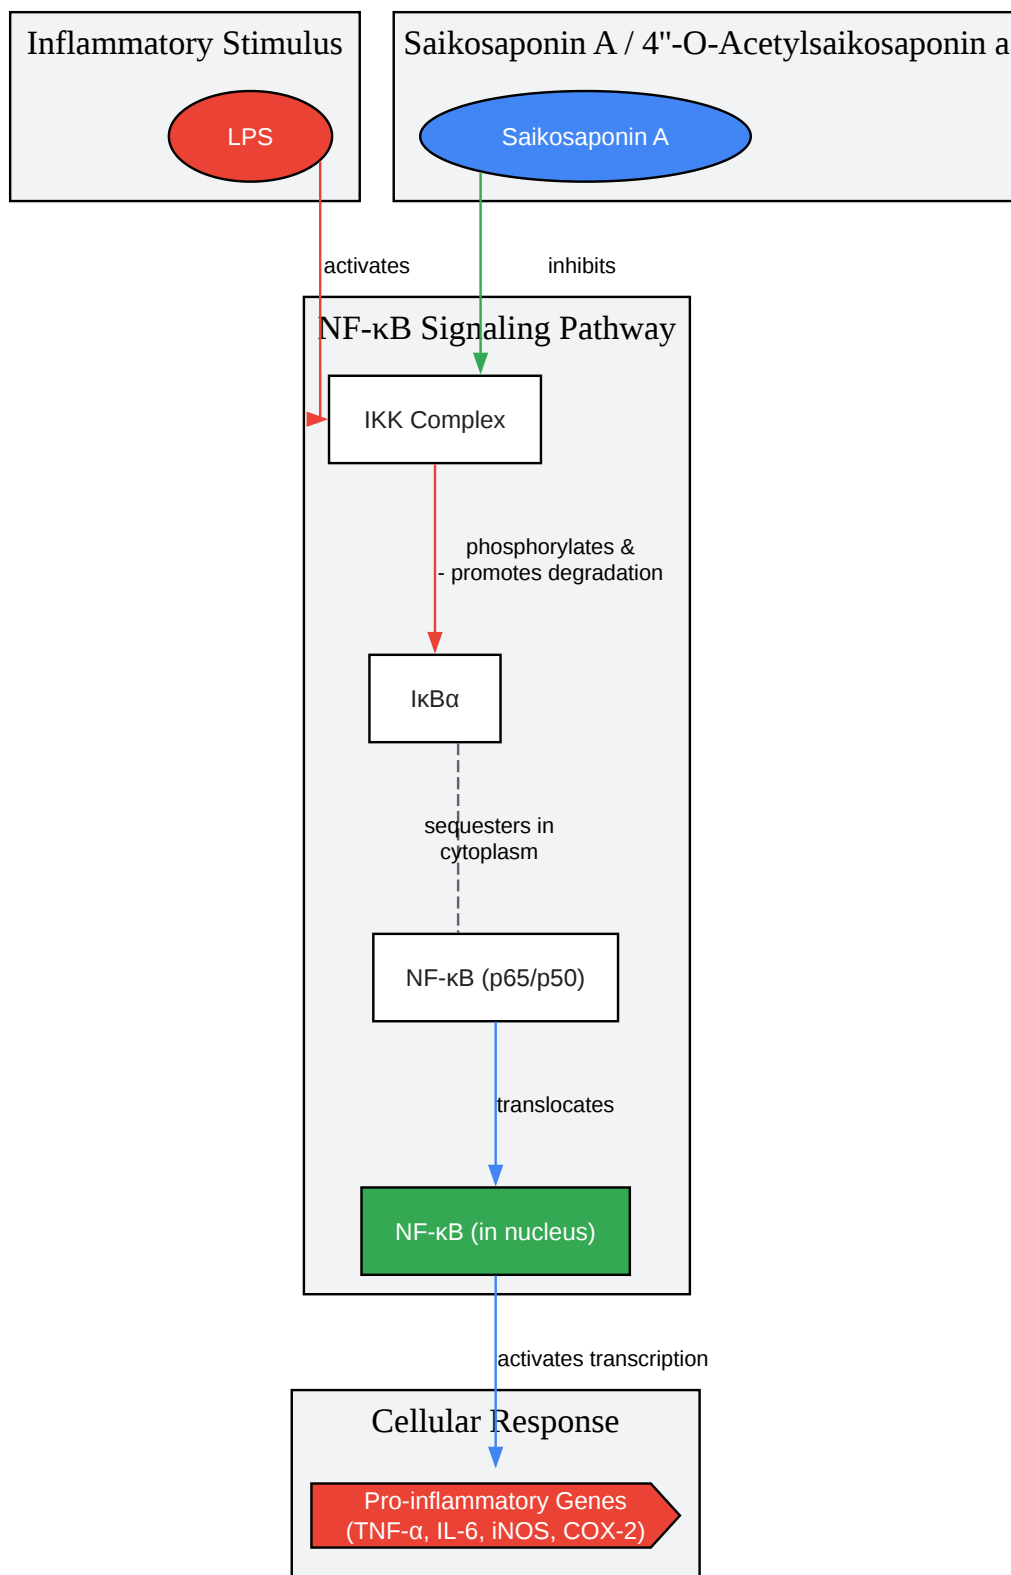 Inflammatory Stimulus
Saikosaponin A / 4"-O-Acetylsaikosaponin a
LPS
Saikosaponin A
activates
inhibits
NF-κB Signaling Pathway
IKK Complex
phosphorylates &
- promotes degradation
IκBα
sequesters in
cytoplasm
NF-κB (p65/p50)
translocates
NF-κB (in nucleus)
activates transcription
Cellular Response
Pro-inflammatory Genes
(TNF-α, IL-6, iNOS, COX-2)